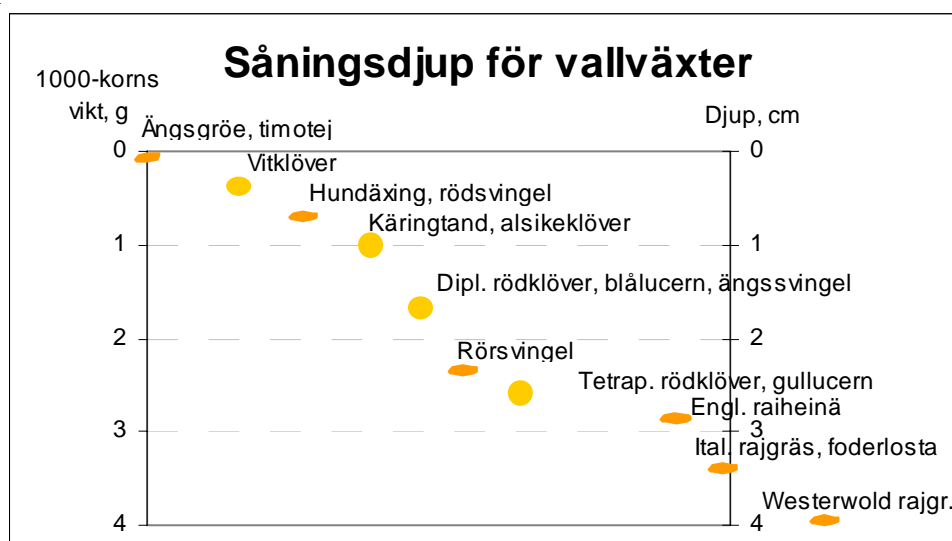 Såningsdjup för vallväxter
1000-korns
vikt, g
Djup, cm
Ängsgröe, timotej
0
0
Vitklöver
Hundäxing, rödsvingel
Käringtand, alsikeklöver
1
1
Dipl. rödklöver, blålucern, ängssvingel
2
2
Rörsvingel
Tetrap. rödklöver, gullucern
Engl. raiheinä
3
3
Ital. rajgräs, foderlosta
Westerwold rajgr.
4
4